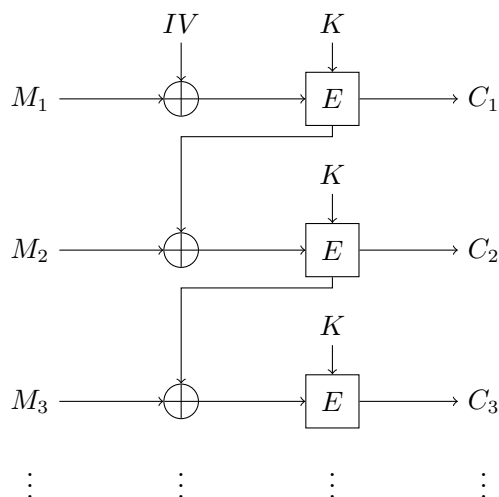 IV K
M₁ E C₁
K
M₂ E C₂
K
M₃ E C₃
⋮ ⋮ ⋮ ⋮